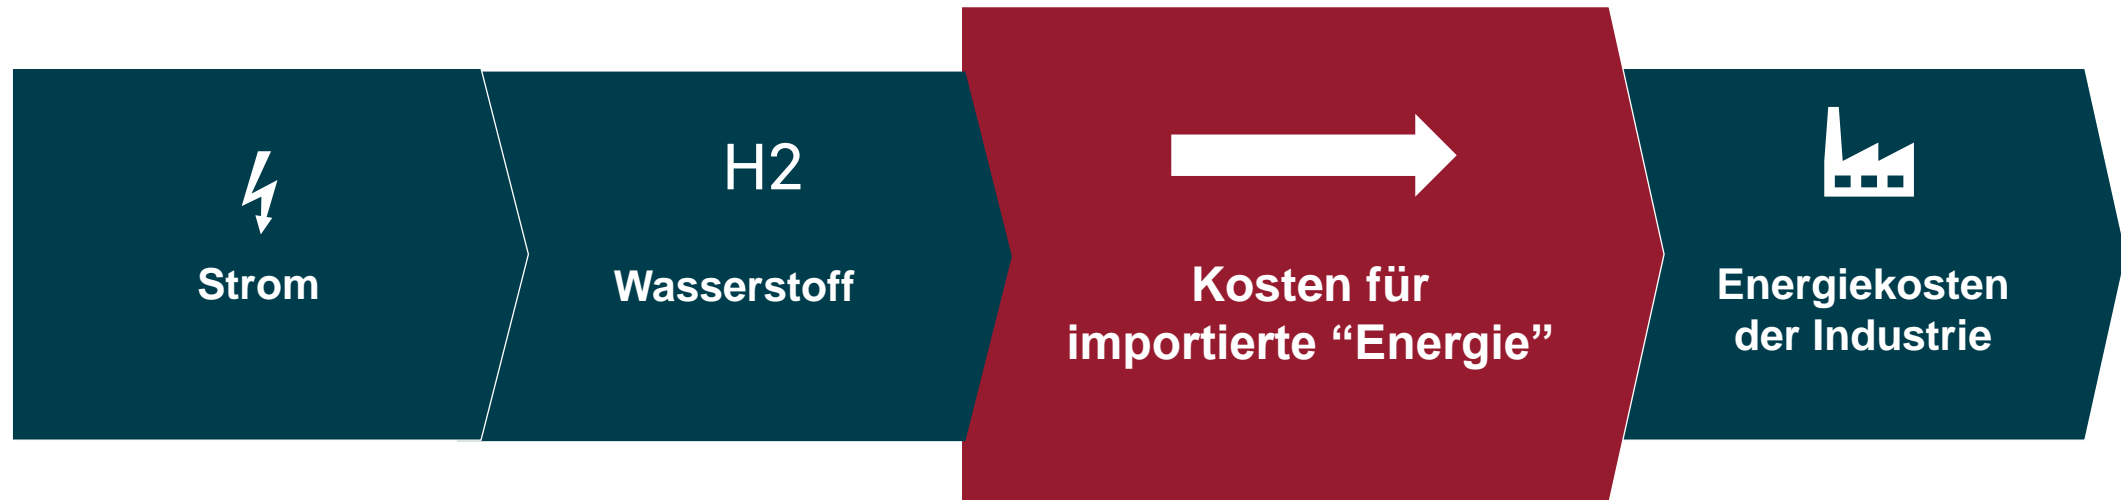 Strom
H2
Wasserstoff
Kosten für
importierte “Energie”
Energiekosten
der Industrie